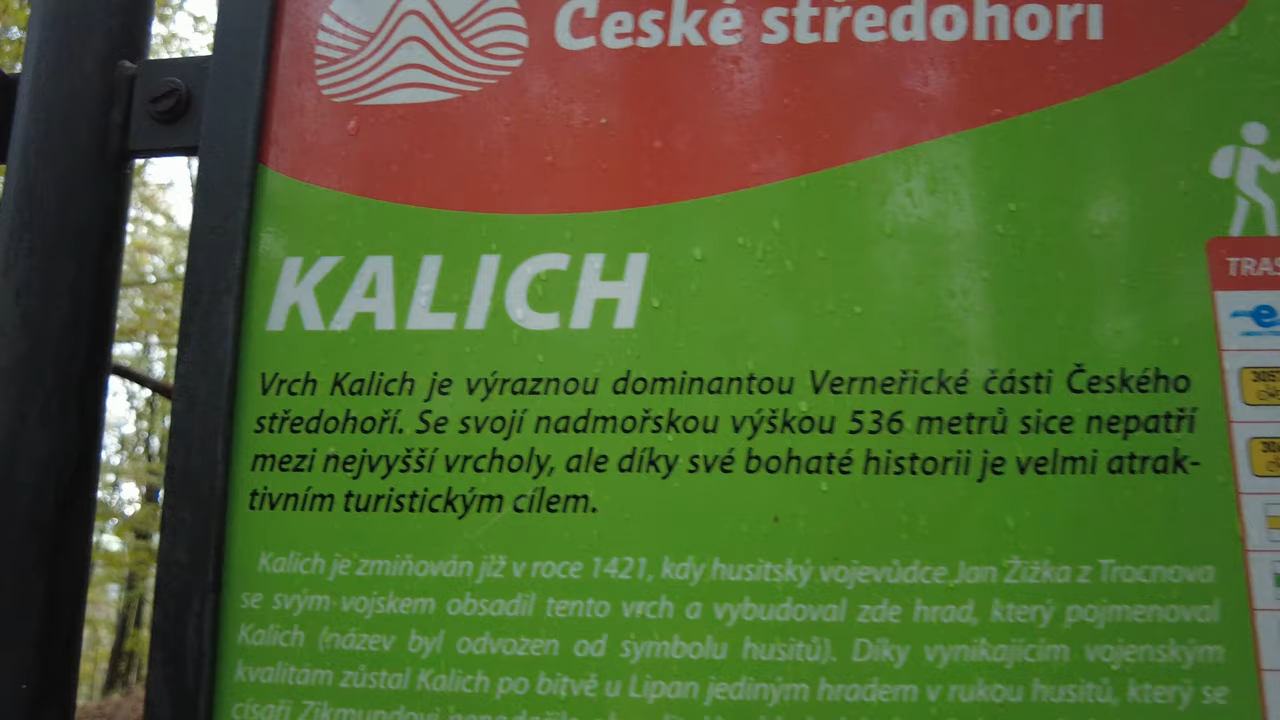 České středohoří
KALICH
TRAS
Vrch Kalich je výraznou dominantou Verneřické části Českého
středohoří. Se svojí nadmořskou výškou 536 metrů sice nepatří
mezi nejvyšší vrcholy, ale díky své bohaté historii je velmi atrak-
tivním turistickým cílem.
Kalich je zmiňován již v roce 1421, kdy husitský vojevůdce Jan Žižka z Trocnova
se svým vojskem obsadil tento vrch a vybudoval zde hrad, který pojmenoval
Kalich (název byl odvozen od symbolu husitů). Díky vynikajícím vojenským
kvalitám zůstal Kalich po bitvě u Lipan jediným hradem v rukou husitů, který se
císaři Zikmundovi